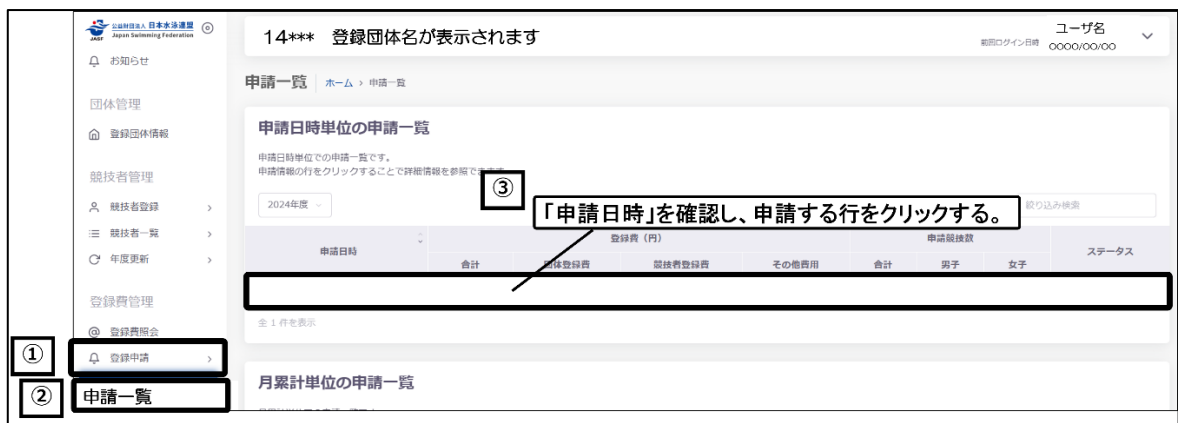 公益財団法人 日本水泳連盟
Japan Swimming Federation
JASF
14*** 登録団体名が表示されます
ユーザ名
前回ログイン日時 0000/00/00
お知らせ
申請一覧 ホーム > 申請一覧
団体管理
登録団体情報
申請日時単位の申請一覧
申請日時単位での申請一覧です。
申請情報の行をクリックすることで詳細情報を参照できます。
競技者管理
③
競技者登録 >
2024年度
「申請日時」を確認し、申請する行をクリックする。
絞り込み検索
競技者一覧 >
年度更新 >
申請日時 登録費（円） 申請競技数 ステータス
合計 団体登録費 競技者登録費 その他費用 合計 男子 女子
登録費管理
登録費照会
全 1 件を表示
① 登録申請 >
② 申請一覧
月累計単位の申請一覧